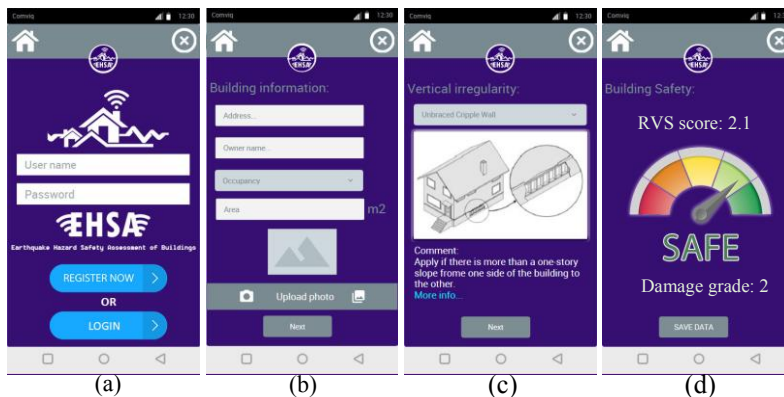 Comviq 12:30
EHSA
User name
Password
EHSA
Earthquake Hazard Safety Assessment of Buildings
REGISTER NOW
OR
LOGIN
(a)
Comviq 12:30
EHSA
Building information:
Address...
Owner name...
Occupancy
Area m2
Upload photo
Next
(b)
Comviq 12:30
EHSA
Vertical irregularity:
Unbraced Cripple Wall
Comment:
Apply if there is more than a one-story
slope frome one side of the building to
the other.
More info...
Next
(c)
Comviq 12:30
EHSA
Building Safety:
RVS score: 2.1
SAFE
Damage grade: 2
SAVE DATA
(d)